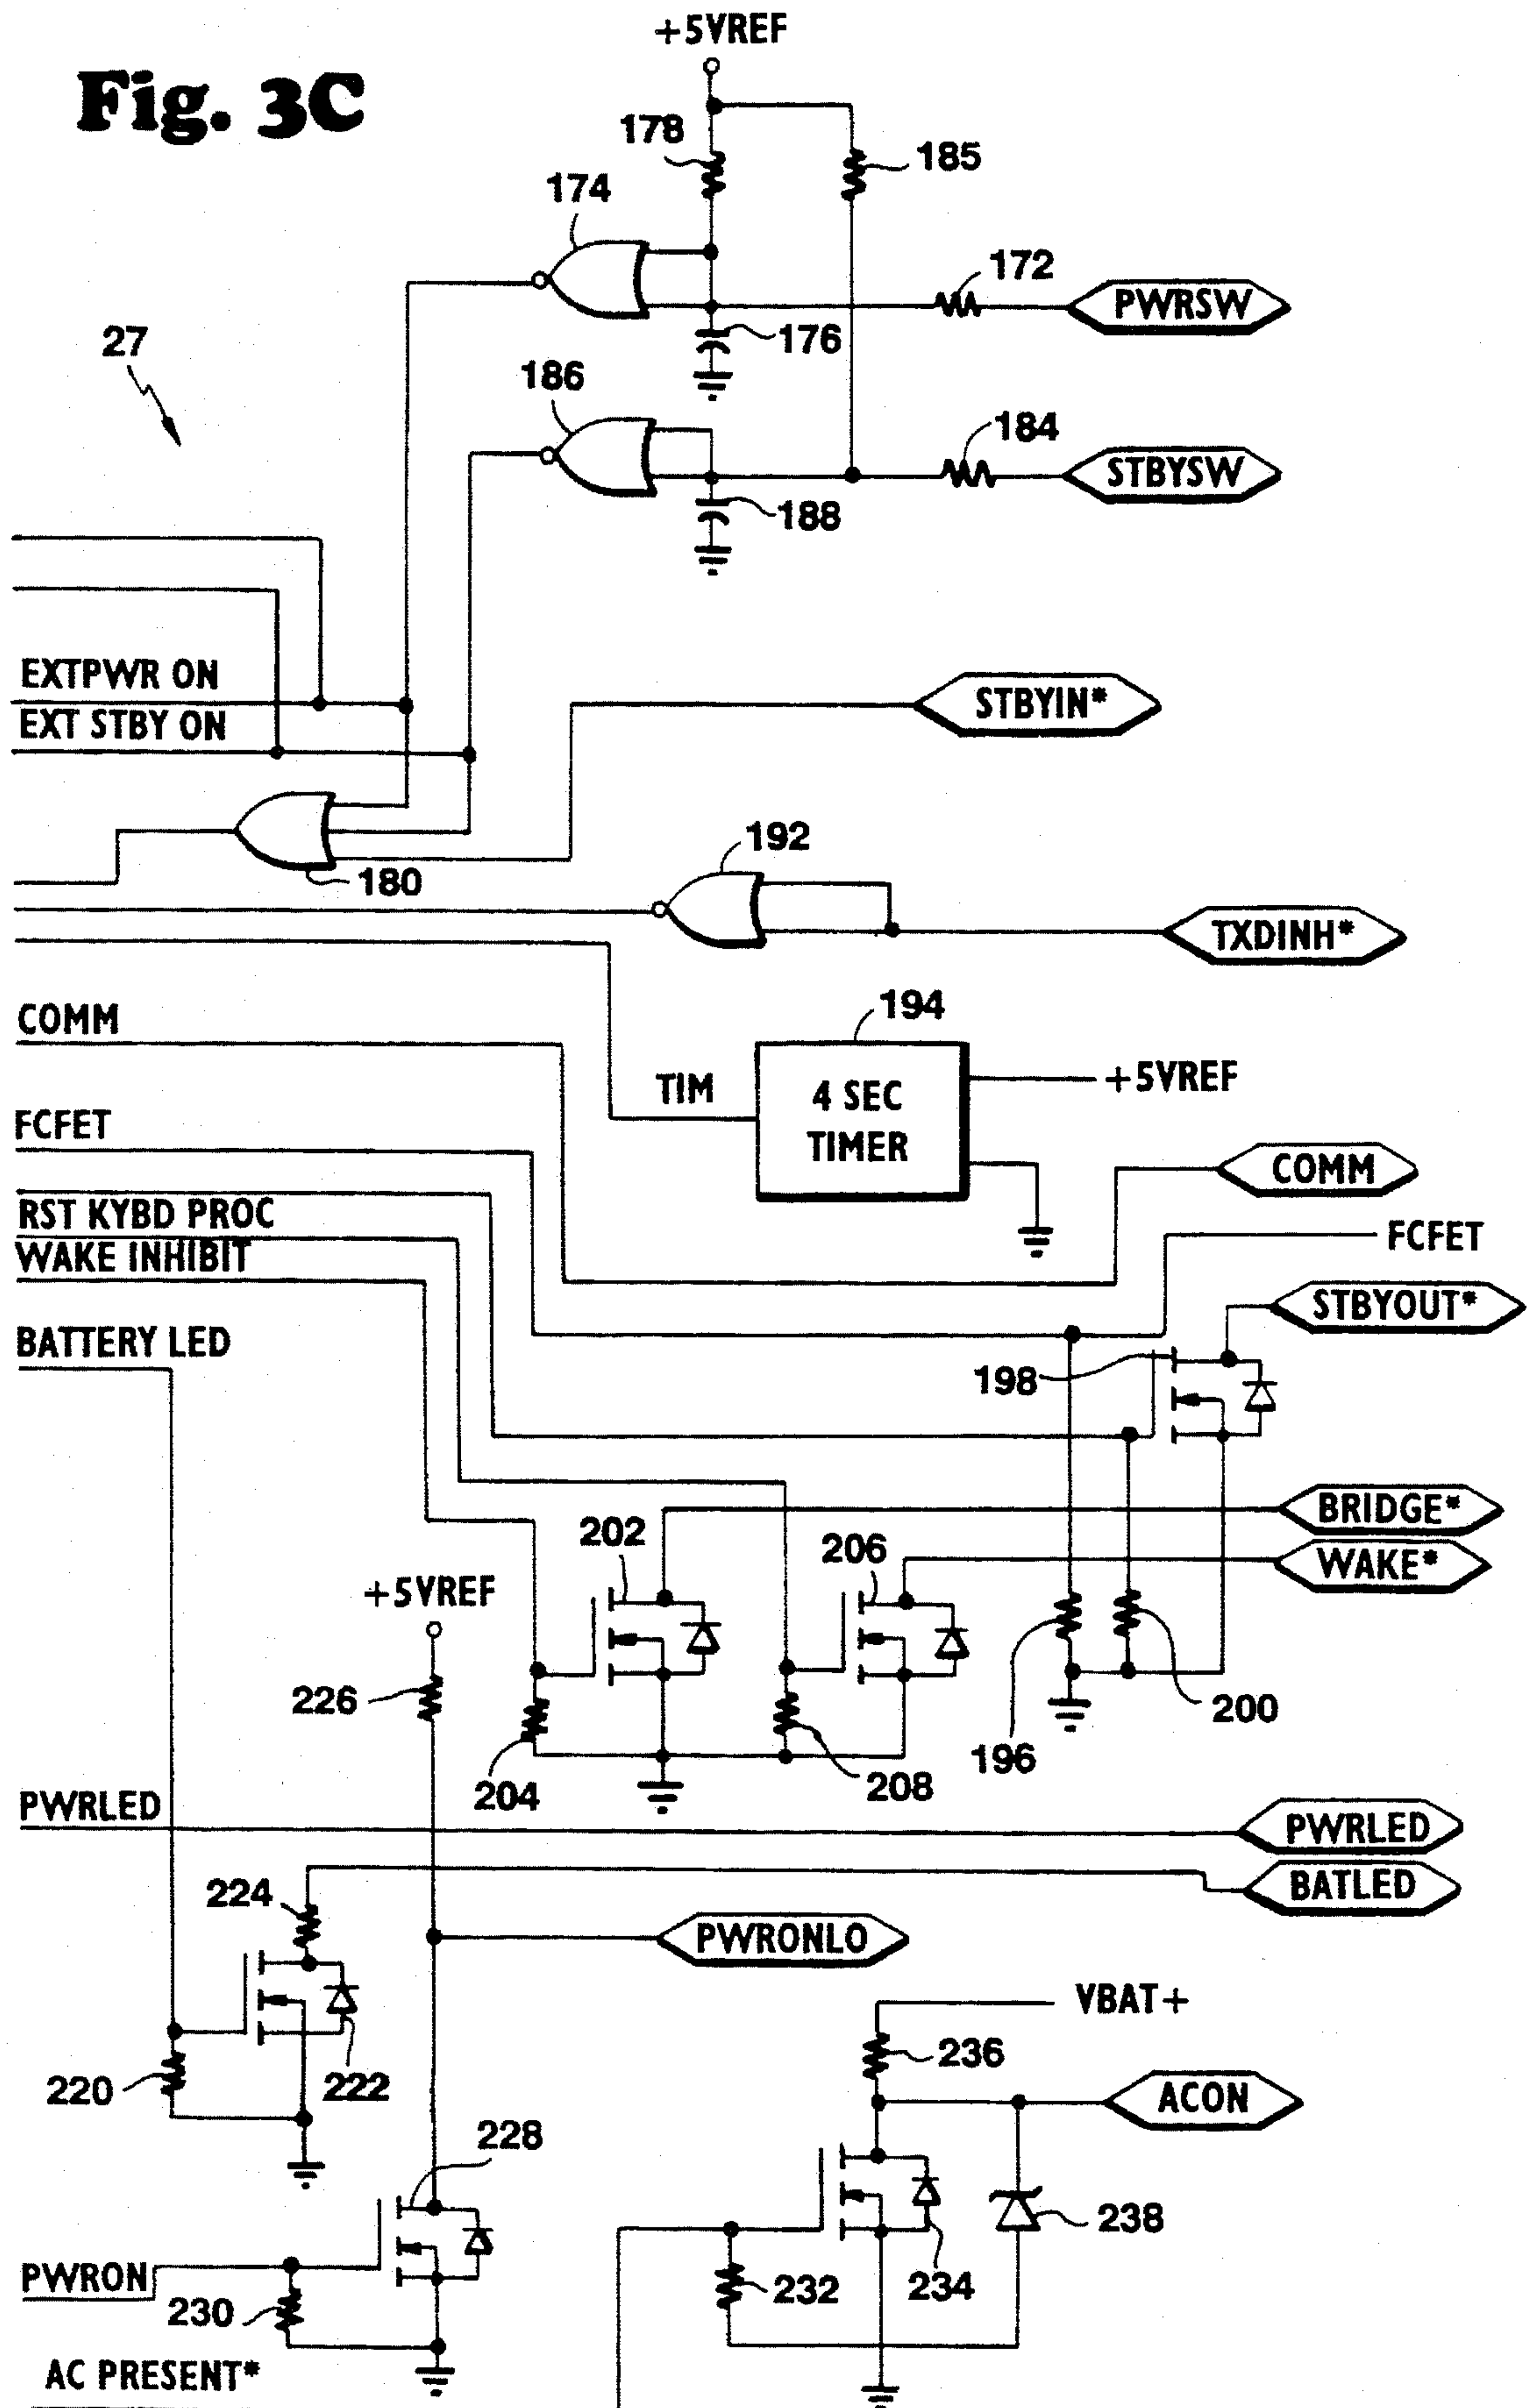 +5VREF
Fig. 3C
178
185
174
172
PWRSW
27
176
186
184
STBYSW
188
EXTPWR ON
STBYIN*
EXT STBY ON
192
180
TXDINH*
194
COMM
TIM
4 SEC
TIMER
+5VREF
FCFET
COMM
RST KYBD PROC
FCFET
WAKE INHIBIT
STBYOUT*
BATTERY LED
198
BRIDGE*
202
206
WAKE*
+5VREF
226
200
196
204
208
PWRLED
PWRLED
BATLED
224
PWRONLO
VBAT+
236
220
222
ACON
228
238
PWRON
232
234
230
AC PRESENT*